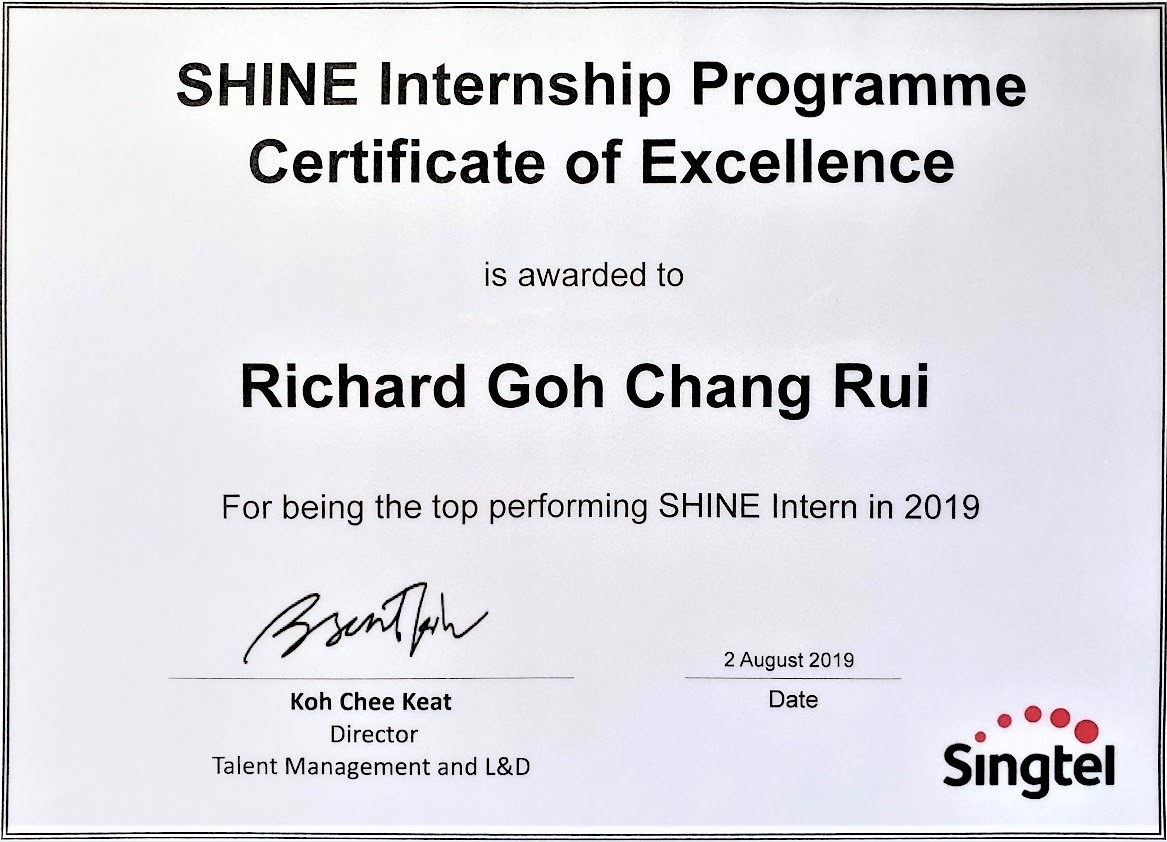 SHINE Internship Programme
Certificate of Excellence
is awarded to
Richard Goh Chang Rui
For being the top performing SHINE Intern in 2019
2 August 2019
Koh Chee Keat
Date
Director
Talent Management and L&D
Singtel